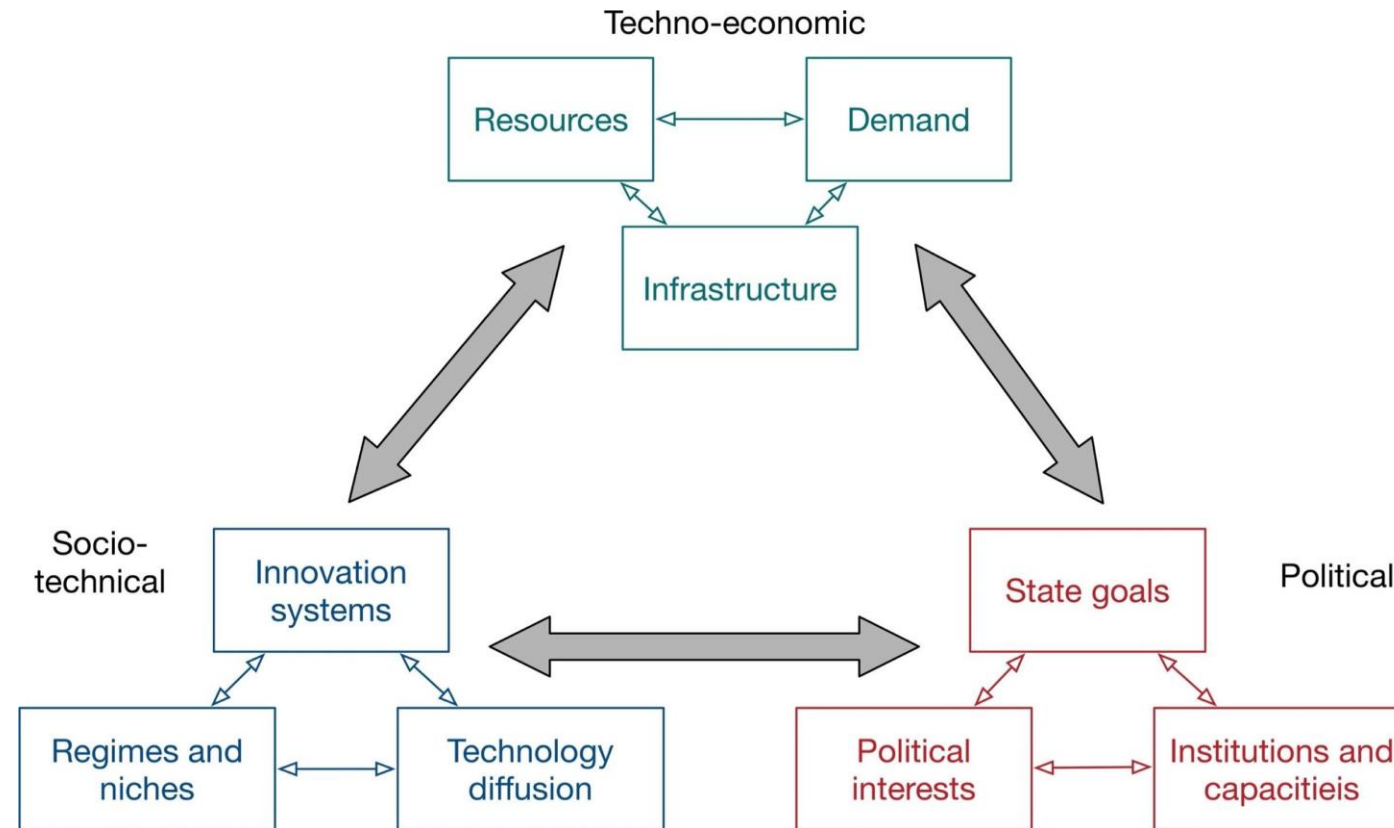 Techno-economic
Resources
Demand
Infrastructure
Socio-
technical
Innovation
systems
State goals
Political
Regimes and
niches
Technology
diffusion
Political
interests
Institutions and
capacitieis